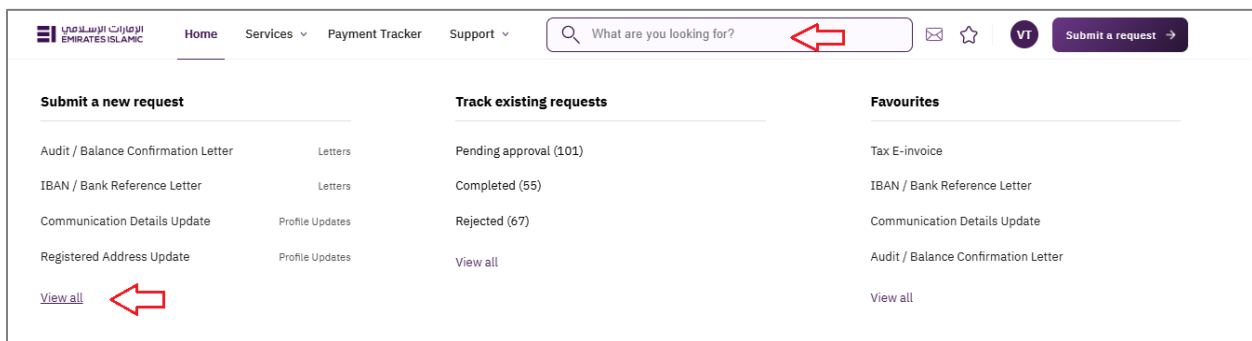 الإمارات الإسلامي
EMIRATES ISLAMIC
Home
Services
Payment Tracker
Support
What are you looking for?
VT
Submit a request
Submit a new request
Audit / Balance Confirmation Letter Letters
IBAN / Bank Reference Letter Letters
Communication Details Update Profile Updates
Registered Address Update Profile Updates
View all
Track existing requests
Pending approval (101)
Completed (55)
Rejected (67)
View all
Favourites
Tax E-invoice
IBAN / Bank Reference Letter
Communication Details Update
Audit / Balance Confirmation Letter
View all